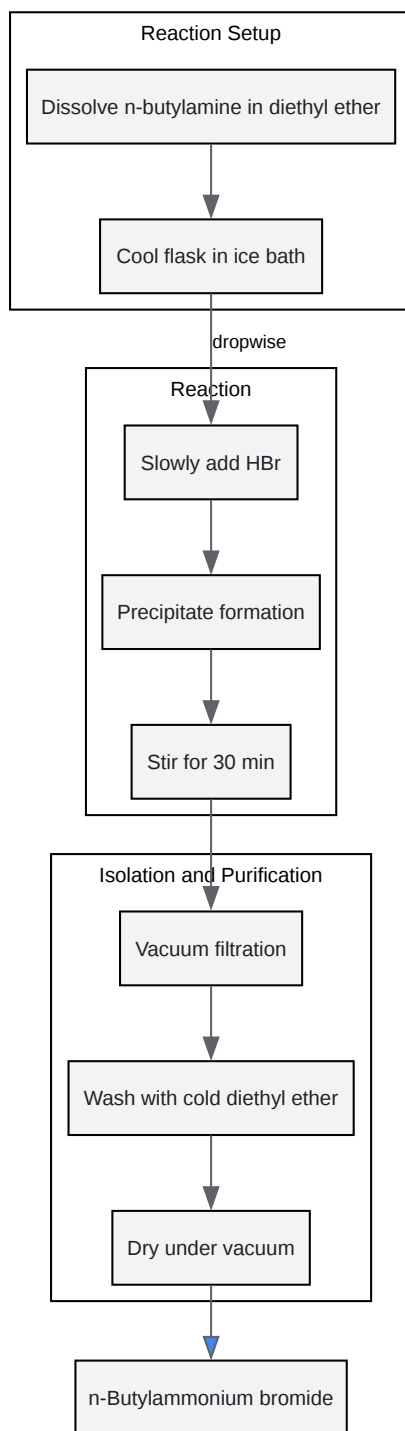 Reaction Setup
Dissolve n-butylamine in diethyl ether
Cool flask in ice bath
dropwise
Reaction
Slowly add HBr
Precipitate formation
Stir for 30 min
Isolation and Purification
Vacuum filtration
Wash with cold diethyl ether
Dry under vacuum
n-Butylammonium bromide